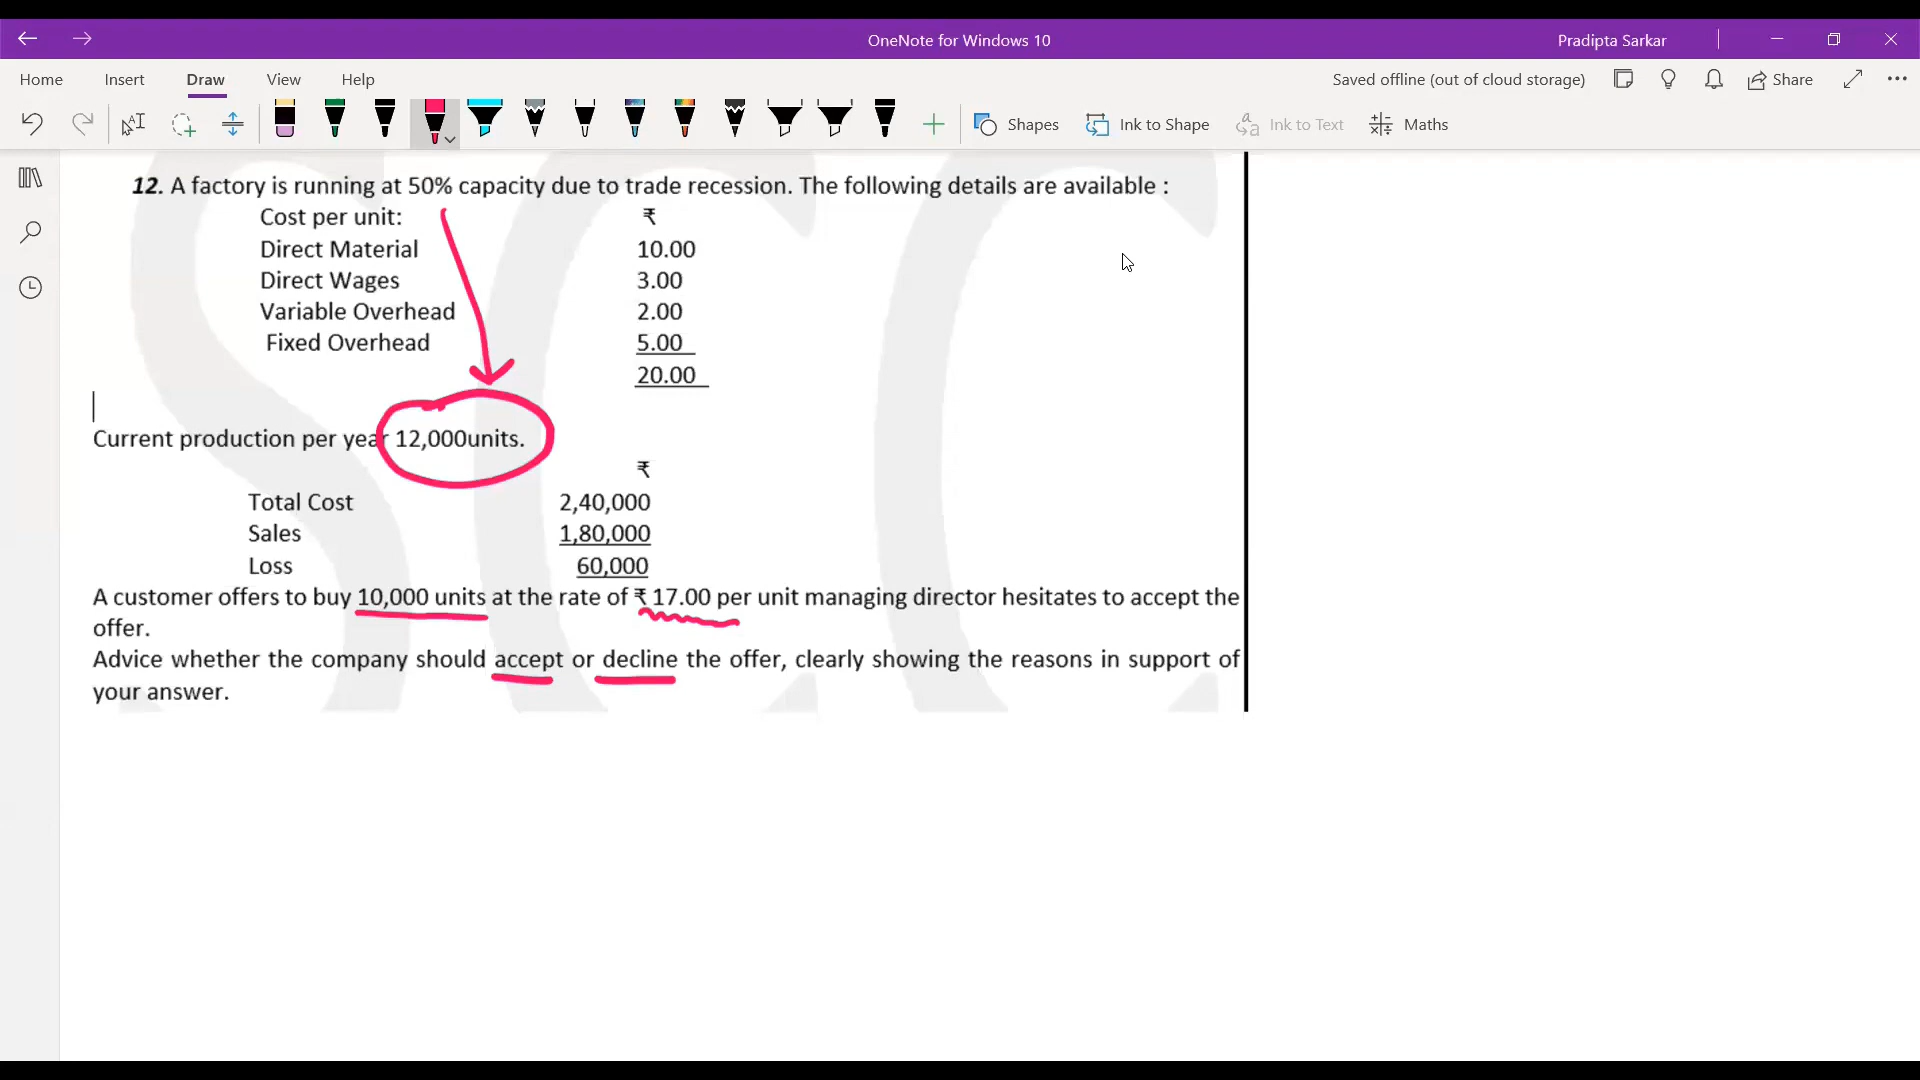 OneNote for Windows 10
Pradipta Sarkar
Home Insert Draw View Help
Saved offline (out of cloud storage)
Share
Shapes Ink to Shape Ink to Text Maths
12. A factory is running at 50% capacity due to trade recession. The following details are available :
Cost per unit: ₹
Direct Material 10.00
Direct Wages 3.00
Variable Overhead 2.00
Fixed Overhead 5.00
20.00
Current production per year 12,000units.
₹
Total Cost 2,40,000
Sales 1,80,000
Loss 60,000
A customer offers to buy 10,000 units at the rate of ₹ 17.00 per unit managing director hesitates to accept the
offer.
Advice whether the company should accept or decline the offer, clearly showing the reasons in support of
your answer.